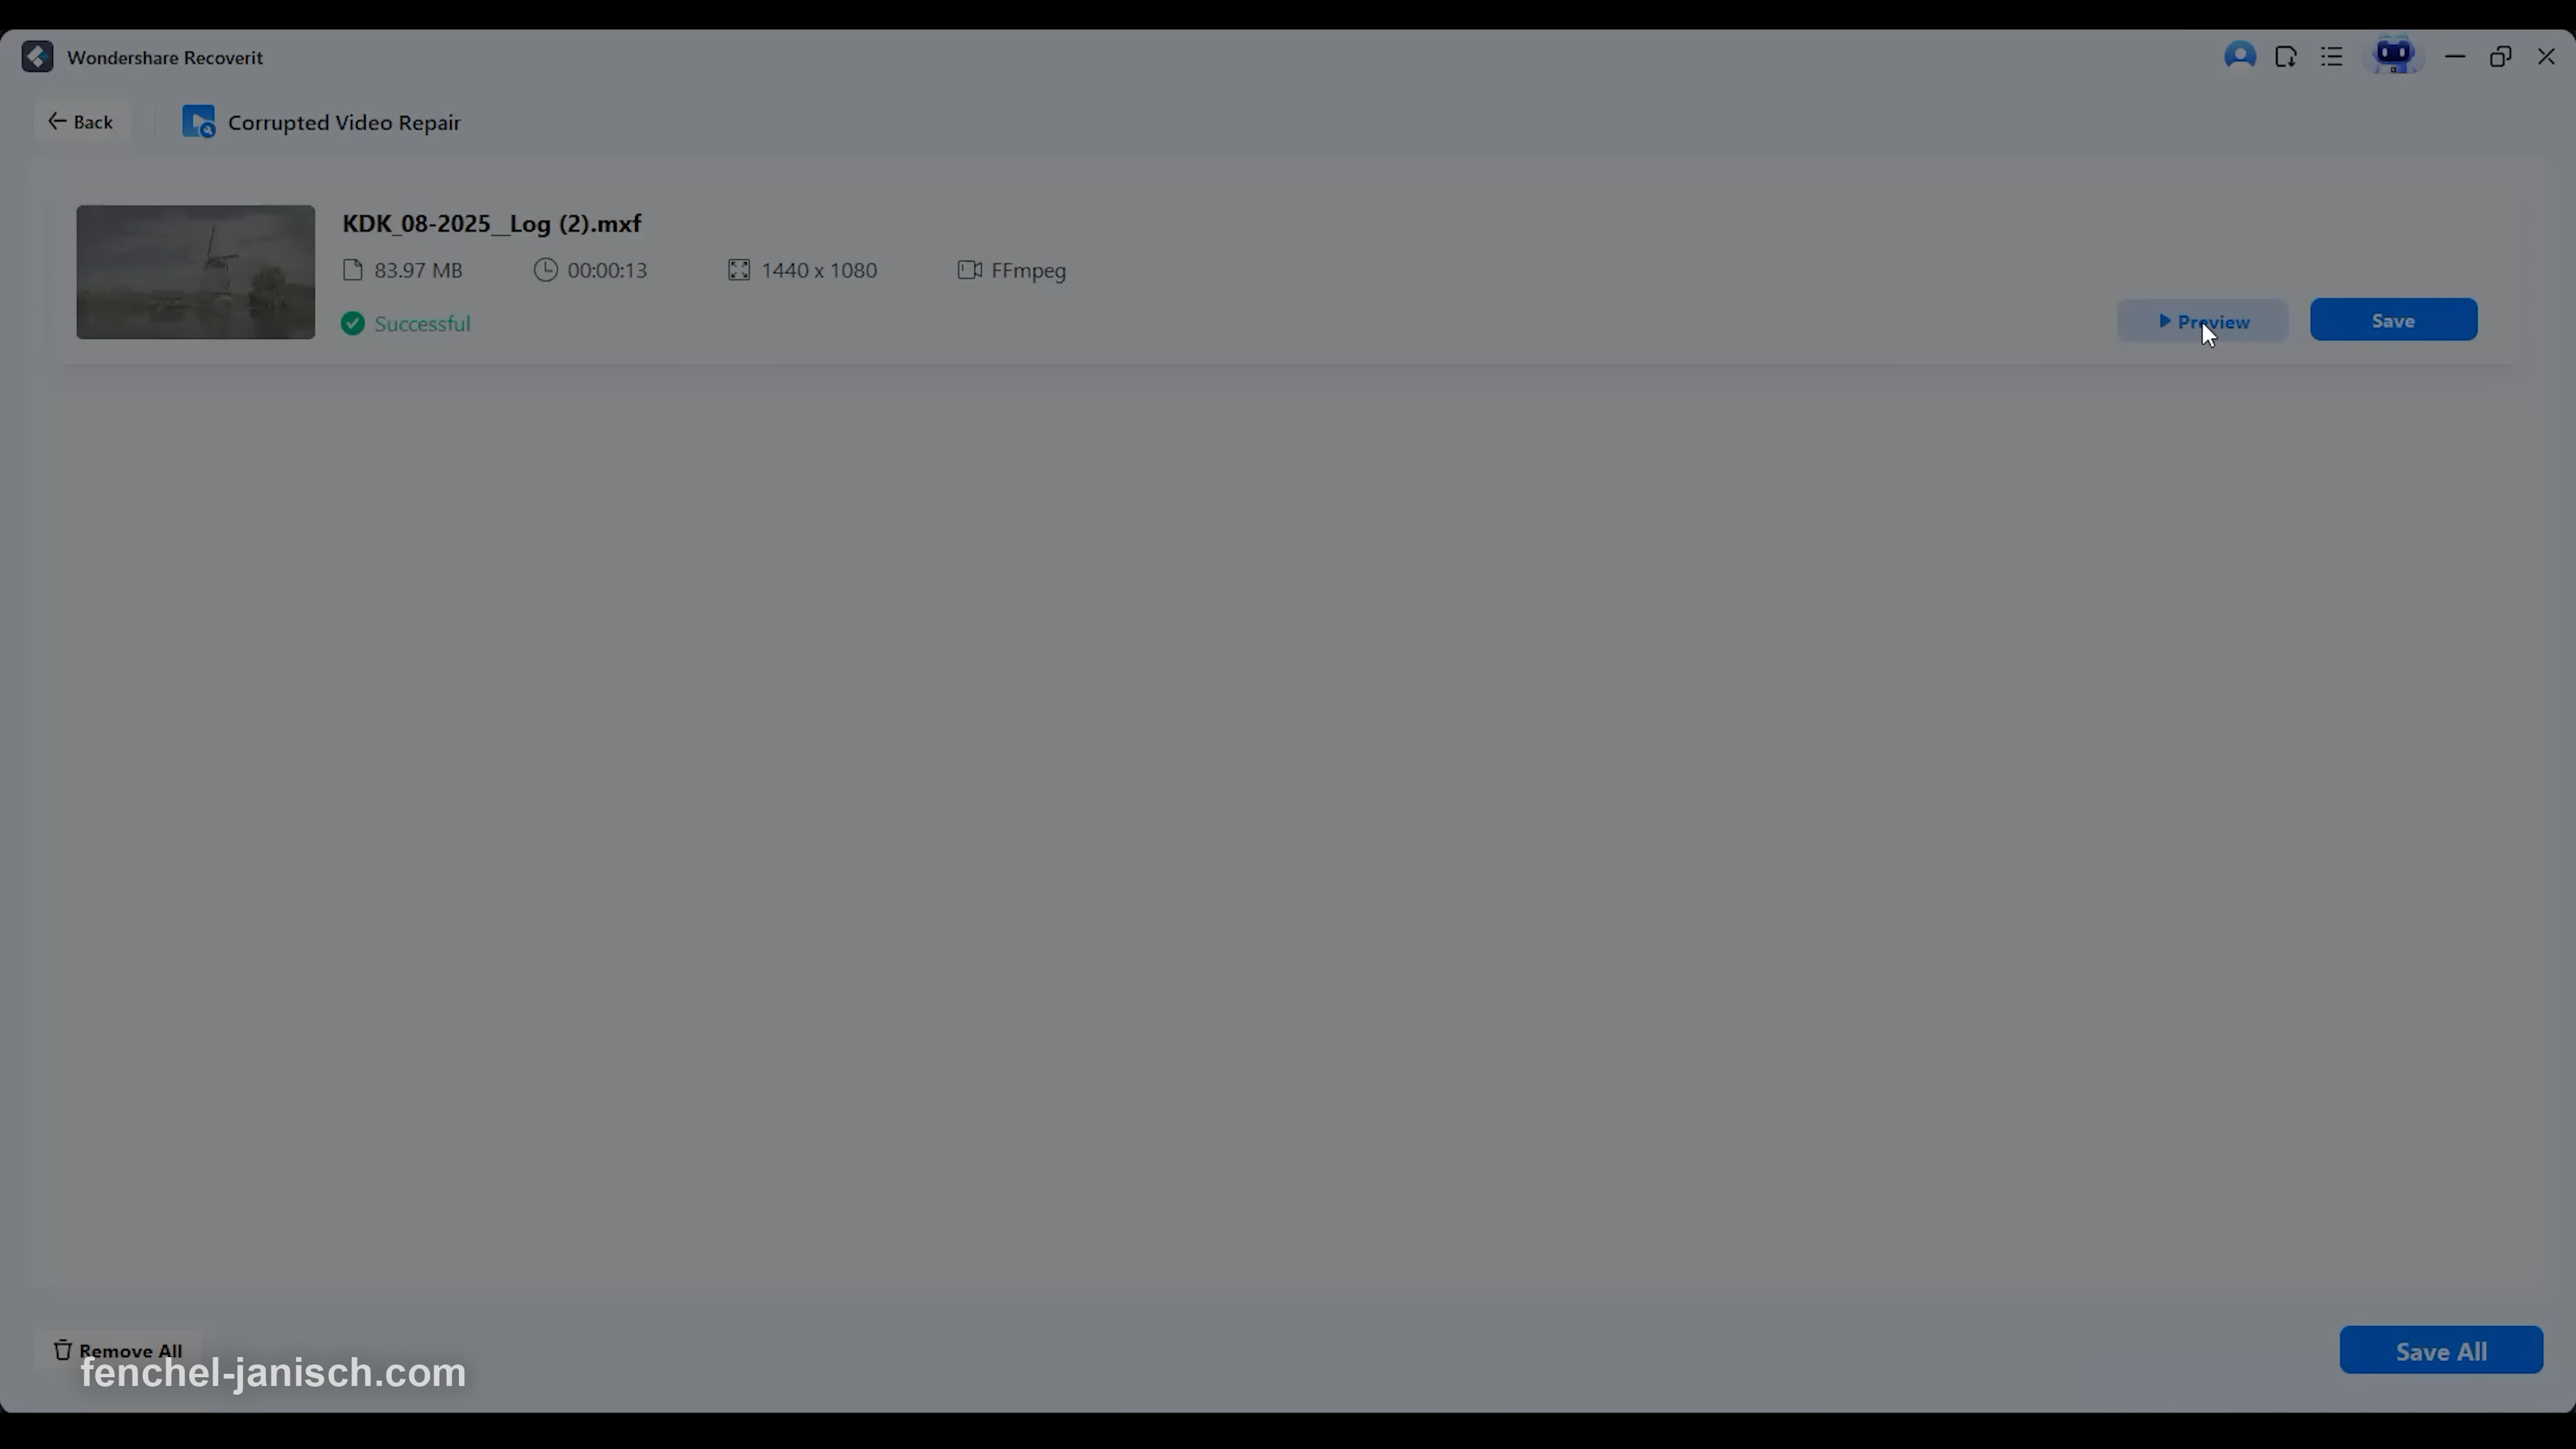 Wondershare Recoverit
Back
Corrupted Video Repair
KDK_08-2025__Log (2).mxf
83.97 MB 00:00:13 1440 x 1080 FFmpeg
Successful
Preview
Save
Remove All
fenchel-janisch.com
Save All